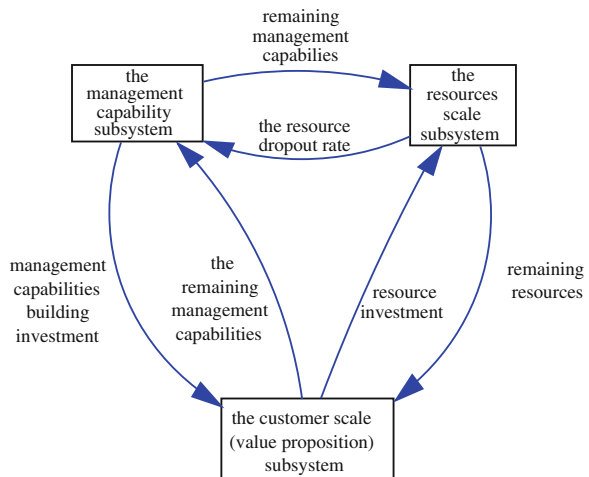 remaining
management
capabilies
the
management
capability
subsystem
the
resources
scale
subsystem
the resource
dropout rate
management
capabilities
building
investment
the
remaining
management
capabilities
resource
investment
remaining
resources
the customer scale
(value proposition)
subsystem